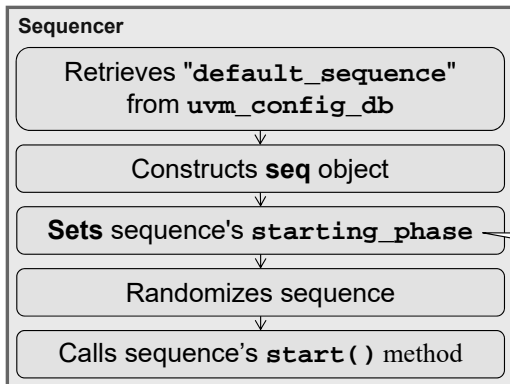 Sequencer
Retrieves "default_sequence"
from uvm_config_db
Constructs seq object
Sets sequence's starting_phase
Randomizes sequence
Calls sequence’s start() method